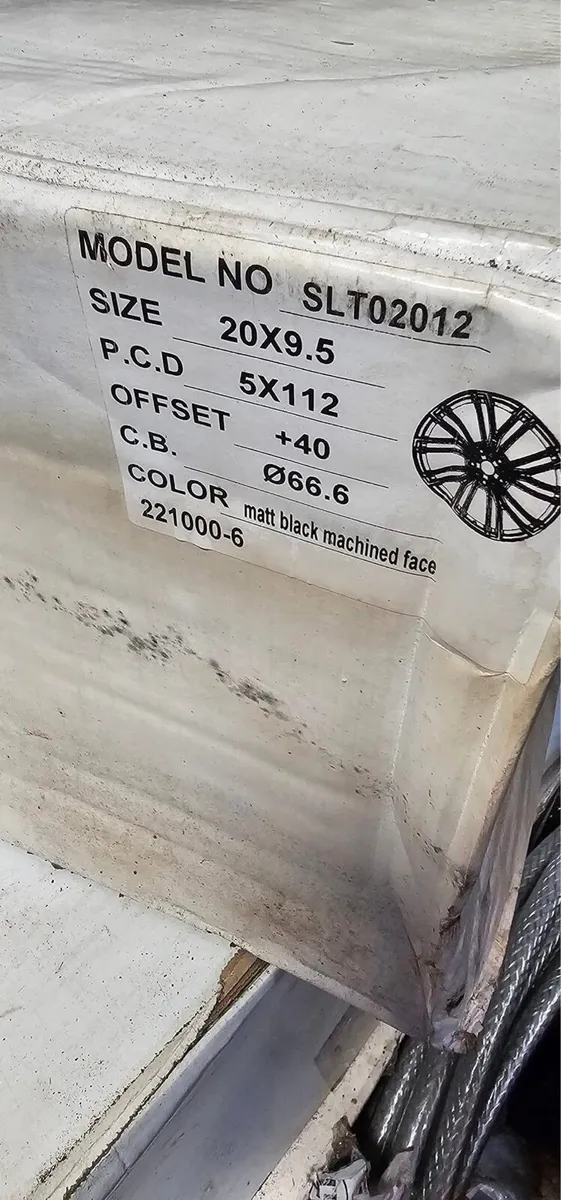 MODEL NO SLT02012
SIZE 20X9.5
P.C.D 5X112
OFFSET +40
C.B. Ø66.6
COLOR matt black machined face
221000-6